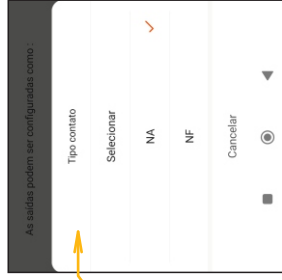 As saídas podem ser configuradas como :
Tipo contato
Selecionar
NA
NF
Cancelar